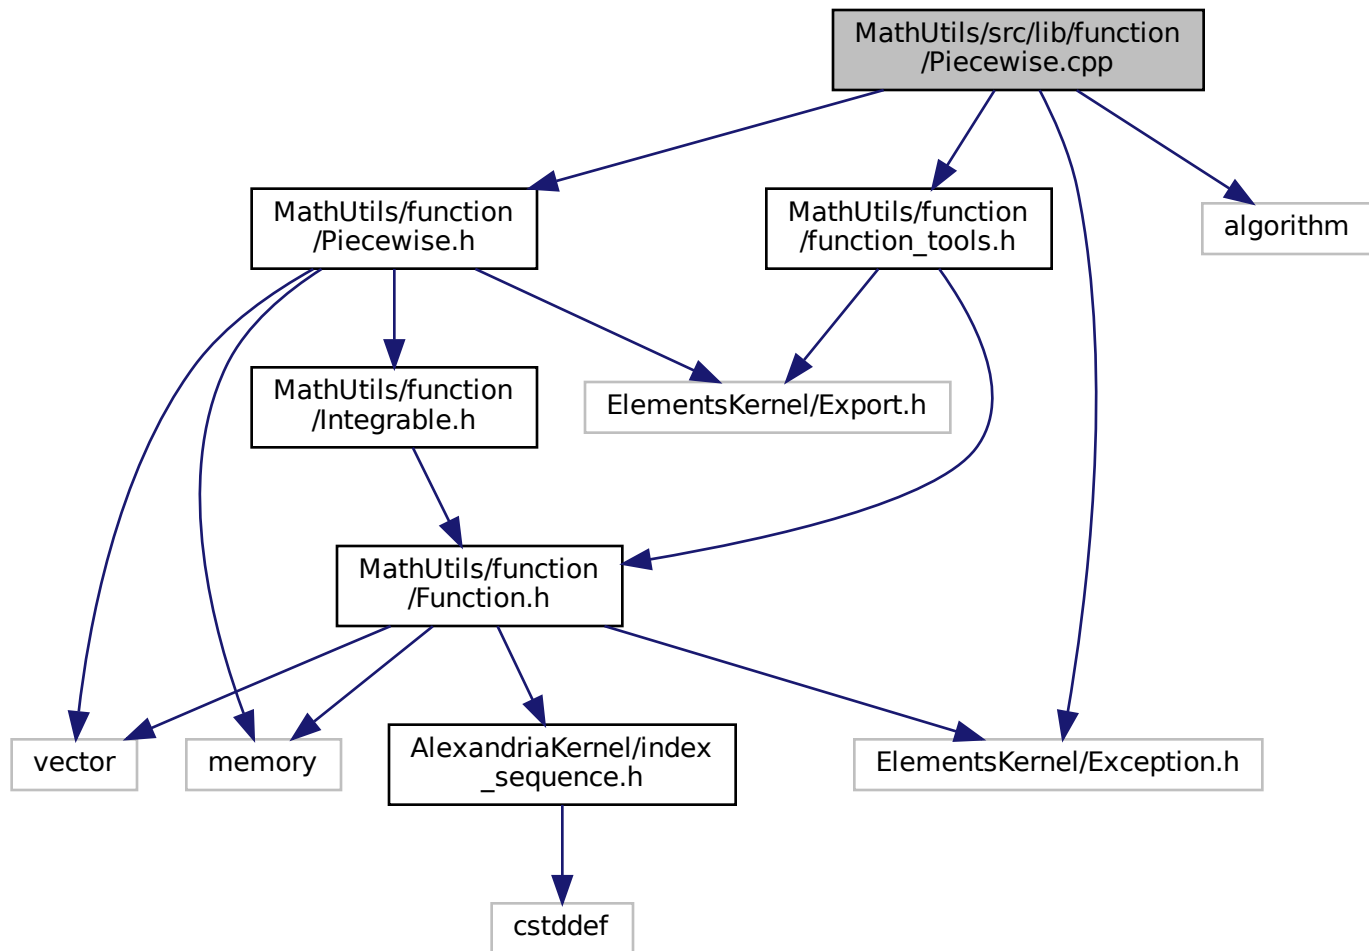 MathUtils/src/lib/function
/Piecewise.cpp
MathUtils/function
/Piecewise.h
MathUtils/function
/function_tools.h
algorithm
MathUtils/function
/Integrable.h
ElementsKernel/Export.h
MathUtils/function
/Function.h
vector
memory
AlexandriaKernel/index
_sequence.h
ElementsKernel/Exception.h
cstddef